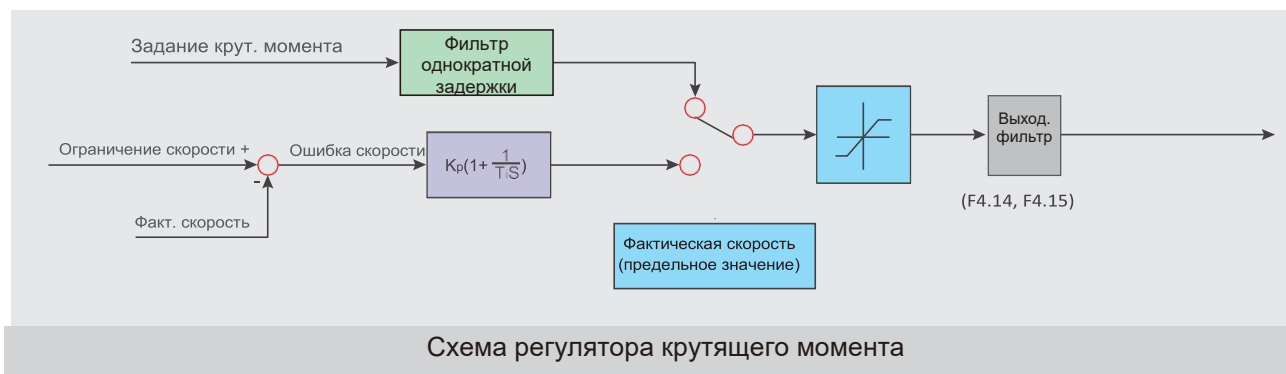 Задание крут. момента
Фильтр
однократной
задержки
Ограничение скорости +
-
Ошибка скорости
Kp(1+ 1/TiS)
Факт. скорость
Выход.
фильтр
(F4.14, F4.15)
Фактическая скорость
(предельное значение)
Схема регулятора крутящего момента